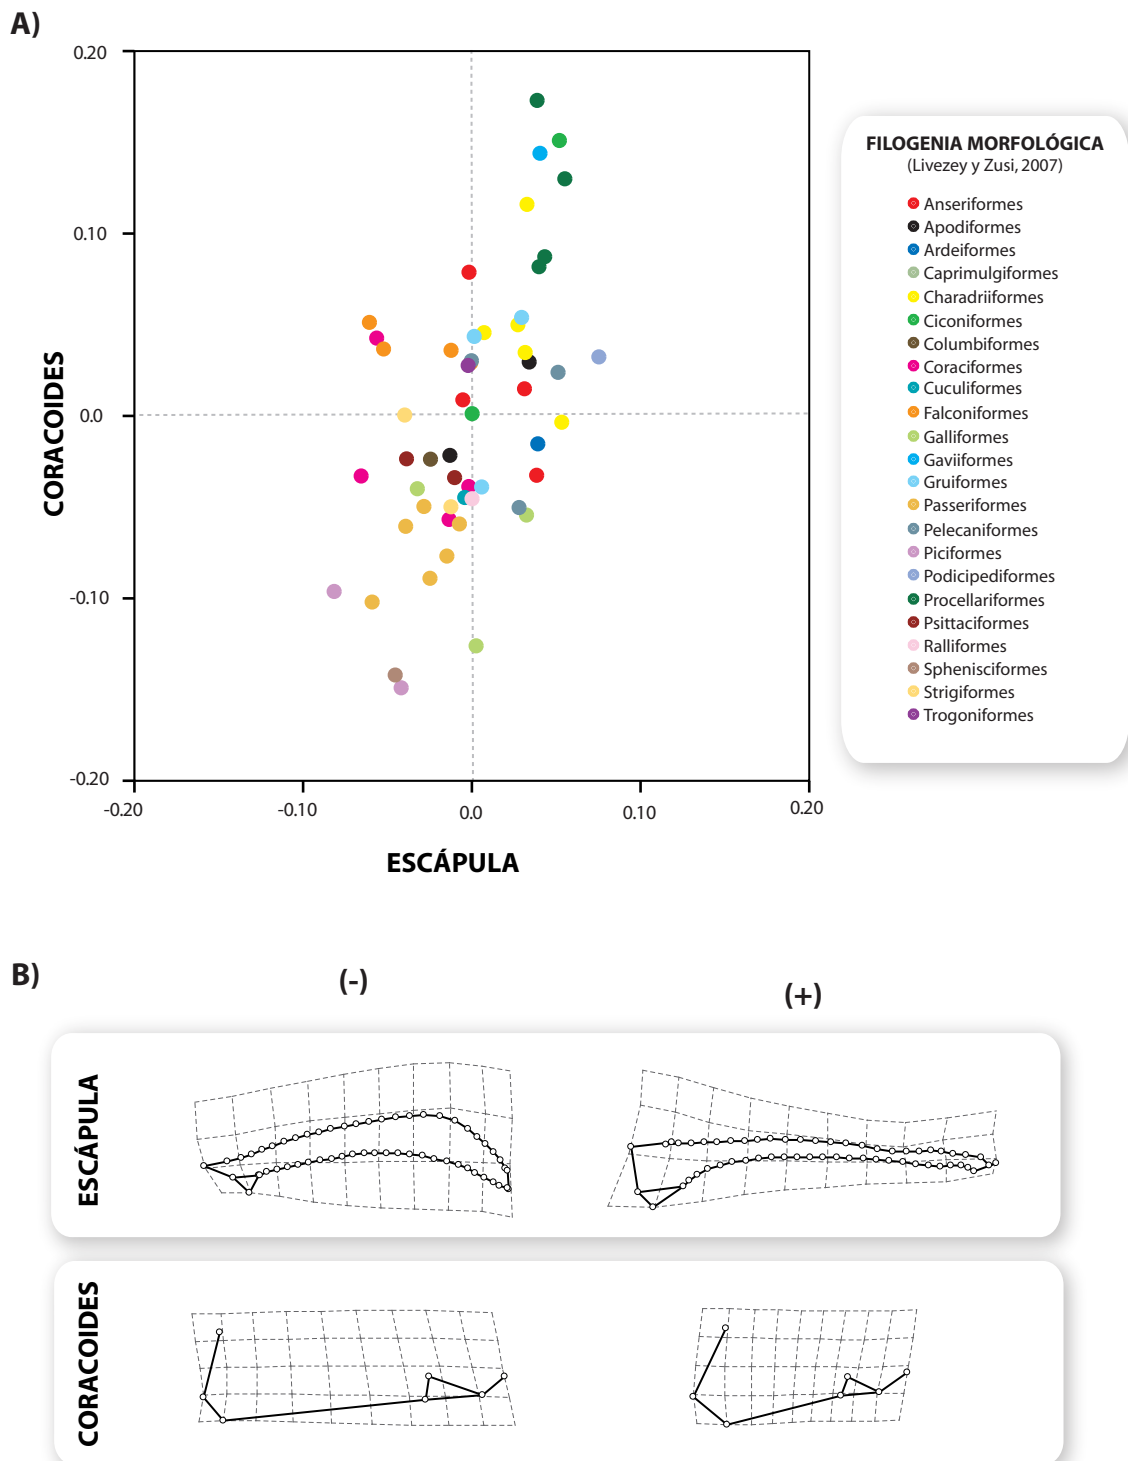 A)
0.20
0.10
0.0
-0.10
-0.20
CORACOIDES
-0.20
-0.10
0.0
0.10
0.20
ESCÁPULA
FILOGENIA MORFOLÓGICA
(Livezey y Zusi, 2007)
Anseriformes
Apodiformes
Ardeiformes
Caprimulgiformes
Charadriiformes
Ciconiformes
Columbiformes
Coraciformes
Cuculiformes
Falconiformes
Galliformes
Gaviiformes
Gruiformes
Passeriformes
Pelecaniformes
Piciformes
Podicipediformes
Procellariformes
Psittaciformes
Ralliformes
Sphenisciformes
Strigiformes
Trogoniformes
B)
(-)
(+)
ESCÁPULA
CORACOIDES